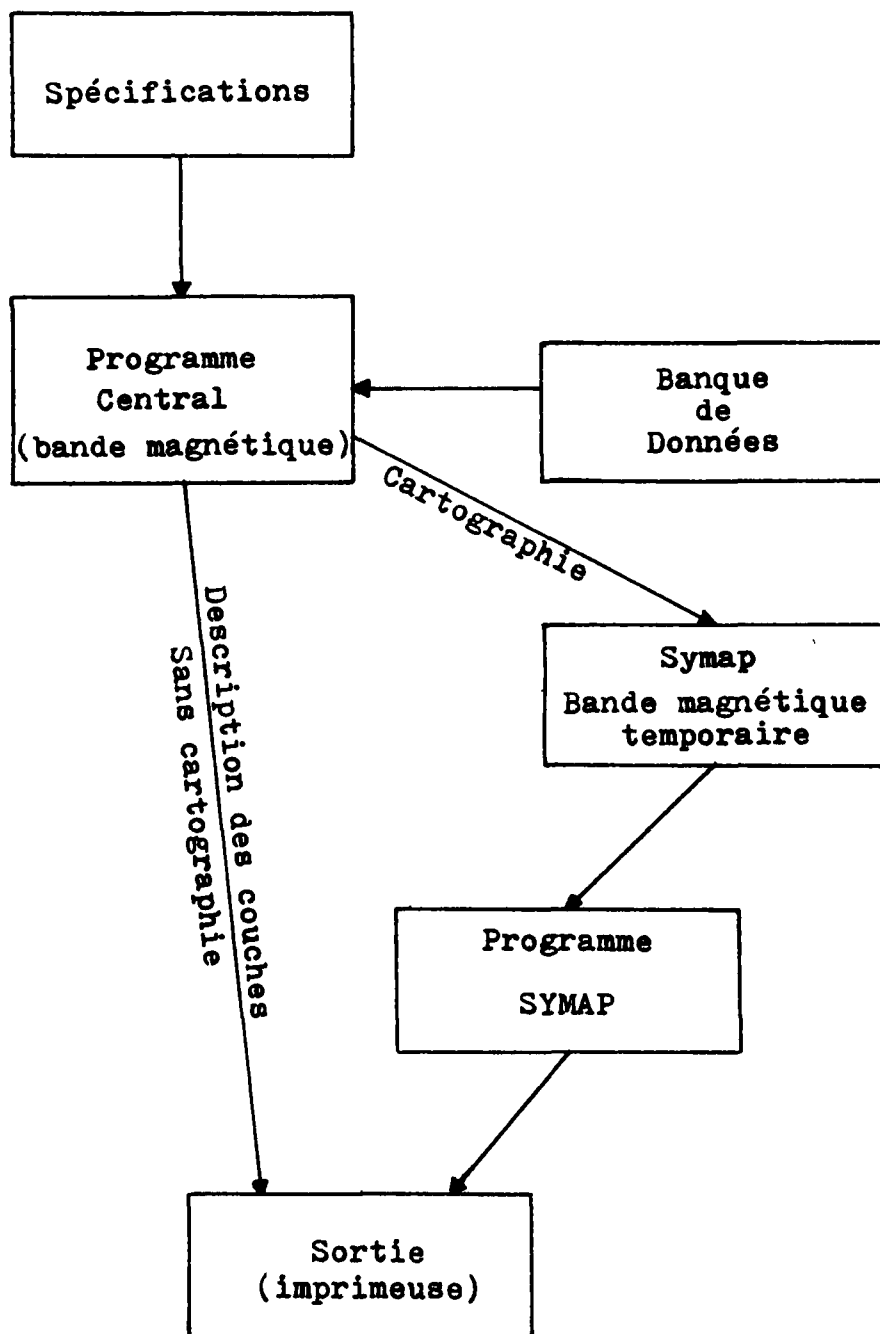 Spécifications
Programme
Central
(bande magnétique)
Banque
de
Données
Cartographie
Description des couches
Sans cartographie
Symap
Bande magnétique
temporaire
Programme
SYMAP
Sortie
(imprimeuse)